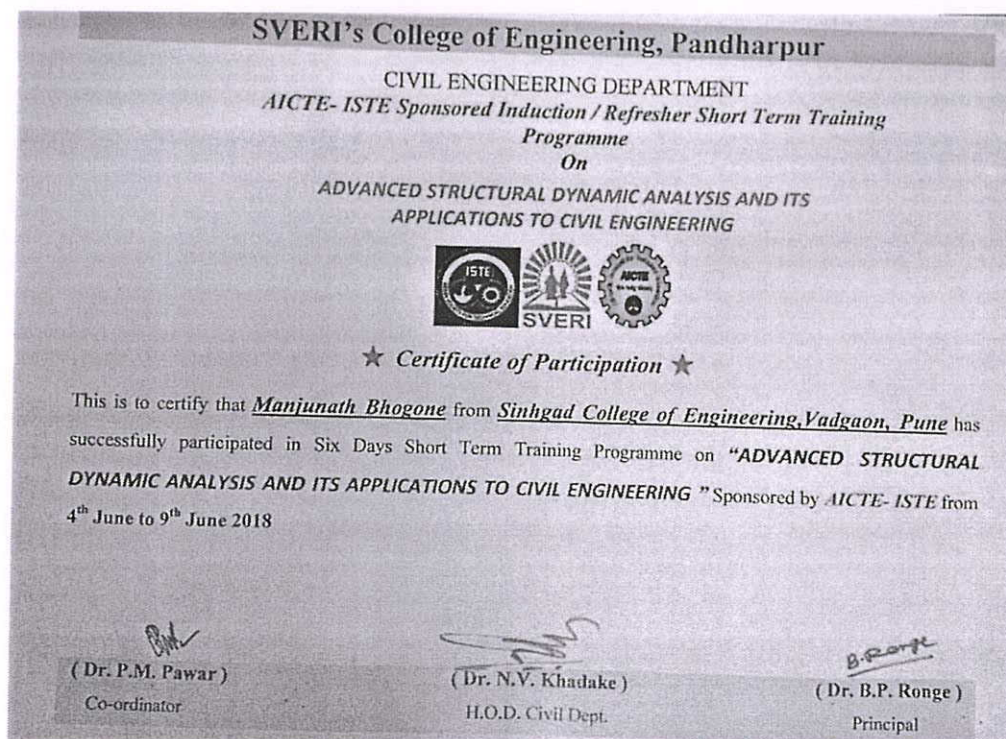 SVERI's College of Engineering, Pandharpur
CIVIL ENGINEERING DEPARTMENT
AICTE- ISTE Sponsored Induction / Refresher Short Term Training
Programme
On
ADVANCED STRUCTURAL DYNAMIC ANALYSIS AND ITS
APPLICATIONS TO CIVIL ENGINEERING
ISTE
SVERI
AICTE
★ Certificate of Participation ★
This is to certify that Manjunath Bhogone from Sinhgad College of Engineering,Vadgaon, Pune has
successfully participated in Six Days Short Term Training Programme on "ADVANCED STRUCTURAL
DYNAMIC ANALYSIS AND ITS APPLICATIONS TO CIVIL ENGINEERING " Sponsored by AICTE- ISTE from
4th June to 9th June 2018
B.Ronge
( Dr. P.M. Pawar )
( Dr. N.V. Khadake )
( Dr. B.P. Ronge )
Co-ordinator
H.O.D. Civil Dept.
Principal